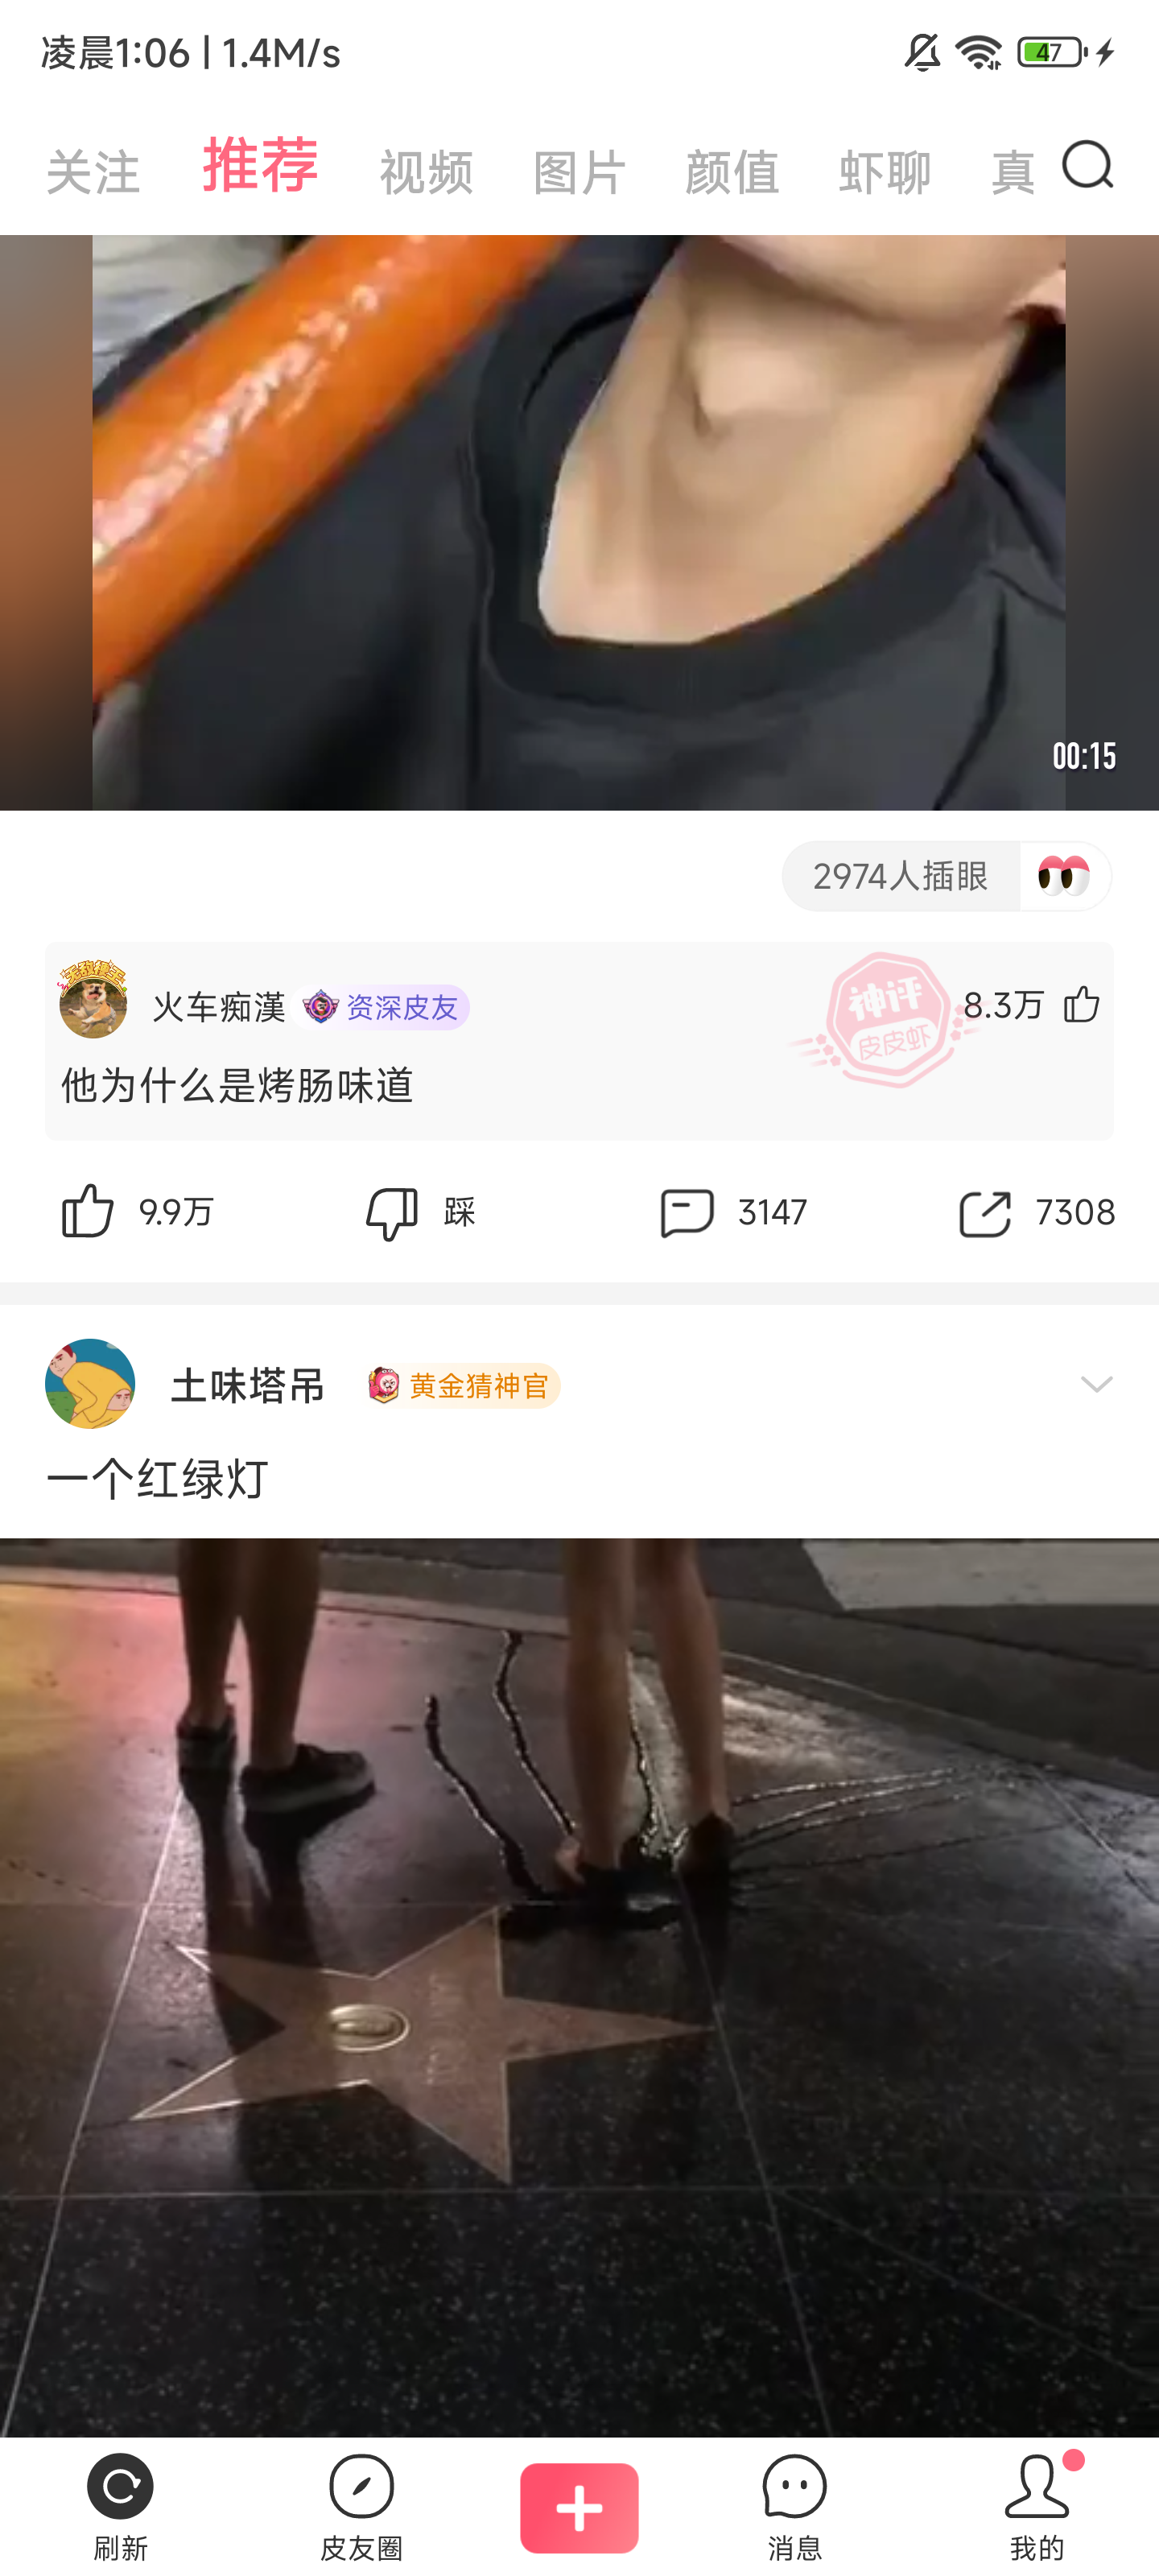 凌晨1:06 | 1.4M/s
47
关注 推荐 视频 图片 颜值 虾聊 真
00:15
2974人插眼
无敌梗王
火车痴漢 资深皮友
神评
皮皮虾
8.3万
他为什么是烤肠味道
9.9万 踩 3147 7308
土味塔吊 黄金猜神官
一个红绿灯
刷新 皮友圈 消息 我的